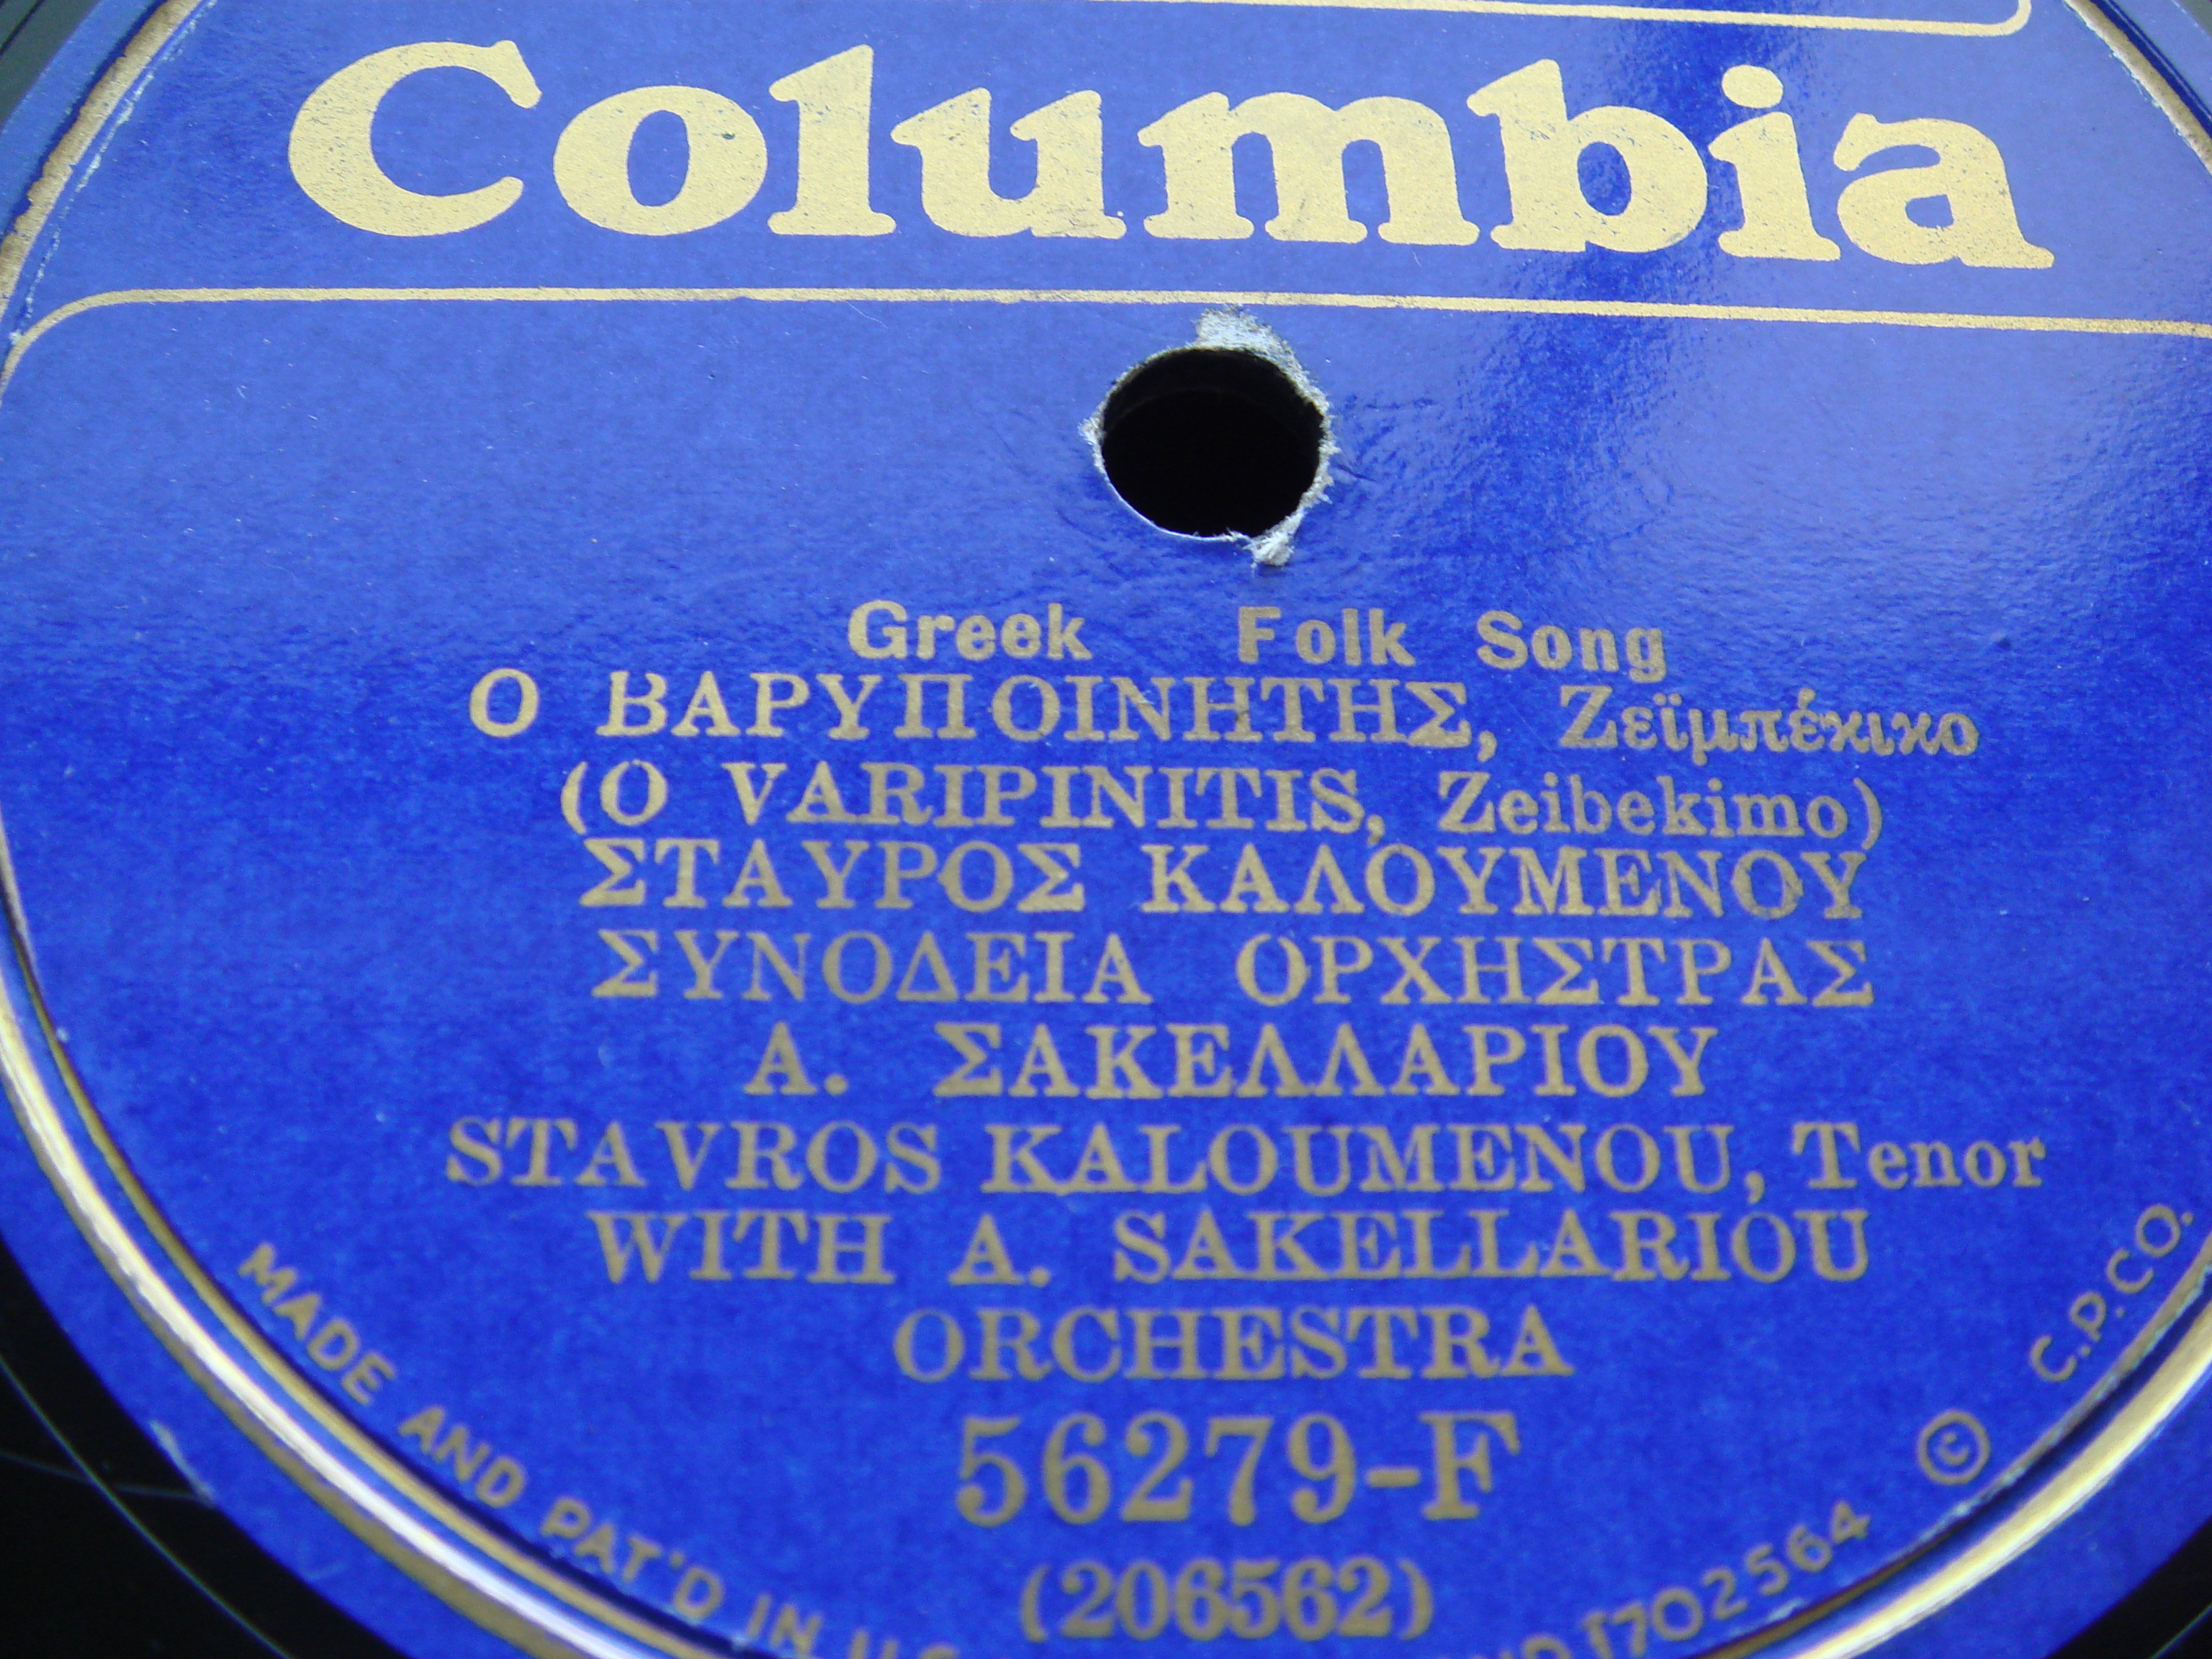 Columbia
Greek Folk Song
Ο ΒΑΡΥΠΟΙΝΗΤΗΣ, Ζεϊμπέκικο
(O VARIPINITIS, Zeibekimo)
ΣΤΑΥΡΟΣ ΚΑΛΟΥΜΕΝΟΥ
ΣΥΝΟΔΕΙΑ ΟΡΧΗΣΤΡΑΣ
Α. ΣΑΚΕΛΛΑΡΙΟΥ
STAVROS KALOUMENOU, Tenor
WITH A. SAKELLARIOU
ORCHESTRA
56279-F
(206562)
MADE AND PAT'D IN U.S. 1702564 © C.P.CO.